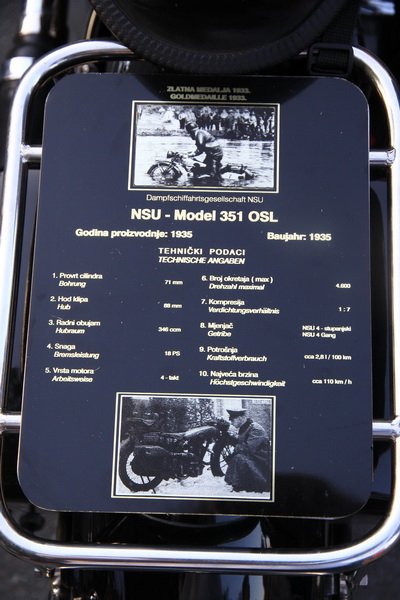 ZLATNA MEDALJA 1933.
GOLDMEDAILLE 1933.
Dampfschiffahrtsgesellschaft NSU
NSU - Model 351 OSL
Godina proizvodnje: 1935 Baujahr: 1935
TEHNIČKI PODACI
TECHNISCHE ANGABEN
1. Provrt cilindra
Bohrung 71 mm
2. Hod klipa
Hub 88 mm
3. Radni obujam
Hubraum 346 ccm
4. Snaga
Bremsleistung 18 PS
5. Vrsta motora
Arbeitsweise 4 - takt
6. Broj okretaja ( max )
Drehzahl maximal 4.600
7. Kompresija
Verdichtungsverhältnis 1 : 7
8. Mjenjač NSU 4 - stupanjski
Getribe NSU 4 Gang
9. Potrošnja
Kraftstoffverbrauch cca 2,8 l / 100 km
10. Najveća brzina
Höchstgeschwindigkeit cca 110 km / h